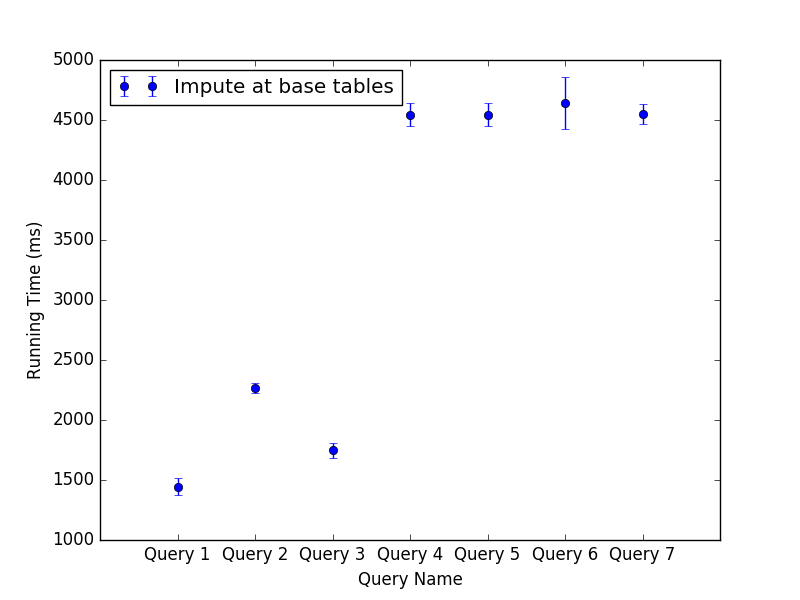 5000
4500
4000
3500
3000
2500
2000
1500
1000
Running Time (ms)
Impute at base tables
Query 1 Query 2 Query 3 Query 4 Query 5 Query 6 Query 7
Query Name